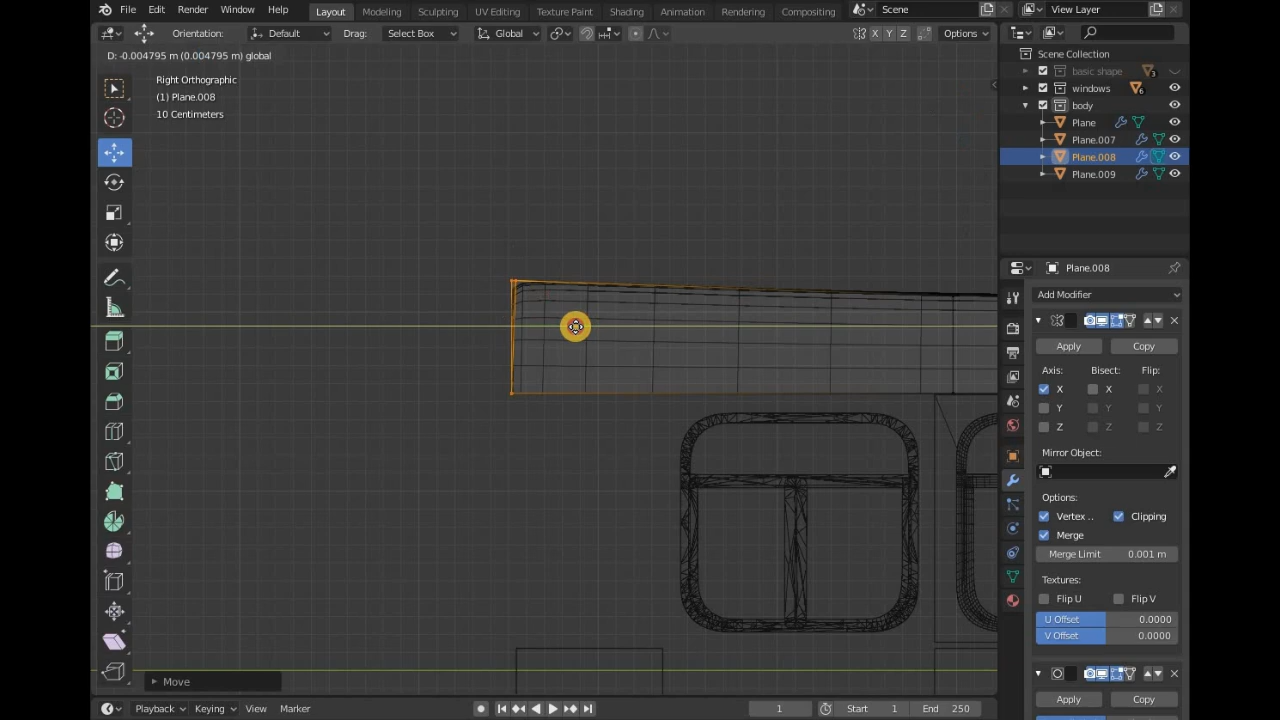 File Edit Render Window Help Layout Modeling Sculpting UV Editing Texture Paint Shading Animation Rendering Compositing Scene View Layer
Orientation: Default Drag: Select Box Global X Y Z Options
D: -0.004795 m (0.004795 m) global
Right Orthographic
(1) Plane.008
10 Centimeters
Scene Collection
basic shape 3
windows 6
body
Plane
Plane.007
Plane.008
Plane.009
Plane.008
Add Modifier
Apply Copy
Axis: Bisect: Flip:
X X X
Y Y Y
Z Z Z
Mirror Object:
Options:
Vertex .. Clipping
Merge
Merge Limit 0.001 m
Textures:
Flip U Flip V
U Offset 0.0000
V Offset 0.0000
Apply Copy
Move
Playback Keying View Marker 1 Start 1 End 250